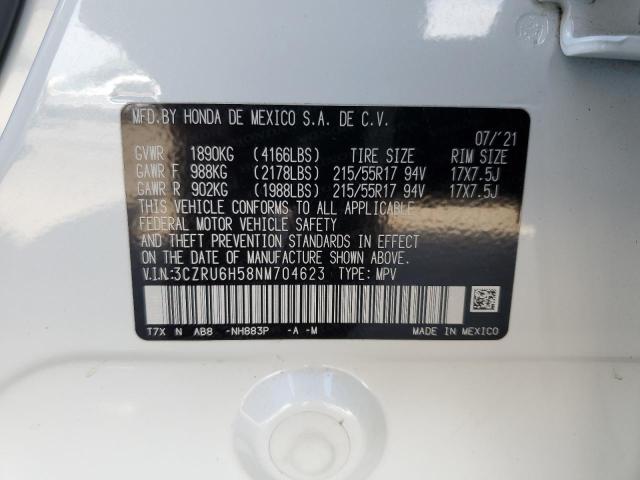 MFD.BY HONDA DE MEXICO S.A. DE C.V.
07/'21
GVWR 1890KG (4166LBS) TIRE SIZE RIM SIZE
GAWR F 988KG (2178LBS) 215/55R17 94V 17X7.5J
GAWR R 902KG (1988LBS) 215/55R17 94V 17X7.5J
THIS VEHICLE CONFORMS TO ALL APPLICABLE
FEDERAL MOTOR VEHICLE SAFETY
AND THEFT PREVENTION STANDARDS IN EFFECT
ON THE DATE OF MANUFACTURE SHOWN ABOVE.
V.I.N.:3CZRU6H58NM704623 TYPE: MPV
T7X N AB8 -NH883P -A -M MADE IN MEXICO